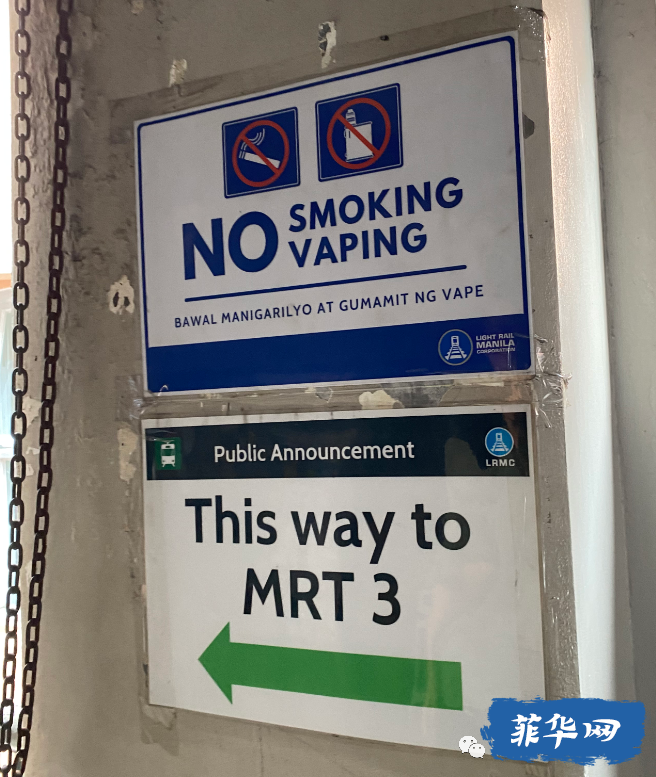 NO SMOKING
VAPING
BAWAL MANIGARILYO AT GUMAMIT NG VAPE
LIGHT RAIL
MANILA
CORPORATION
Public Announcement
LRMC
This way to
MRT 3
菲华网